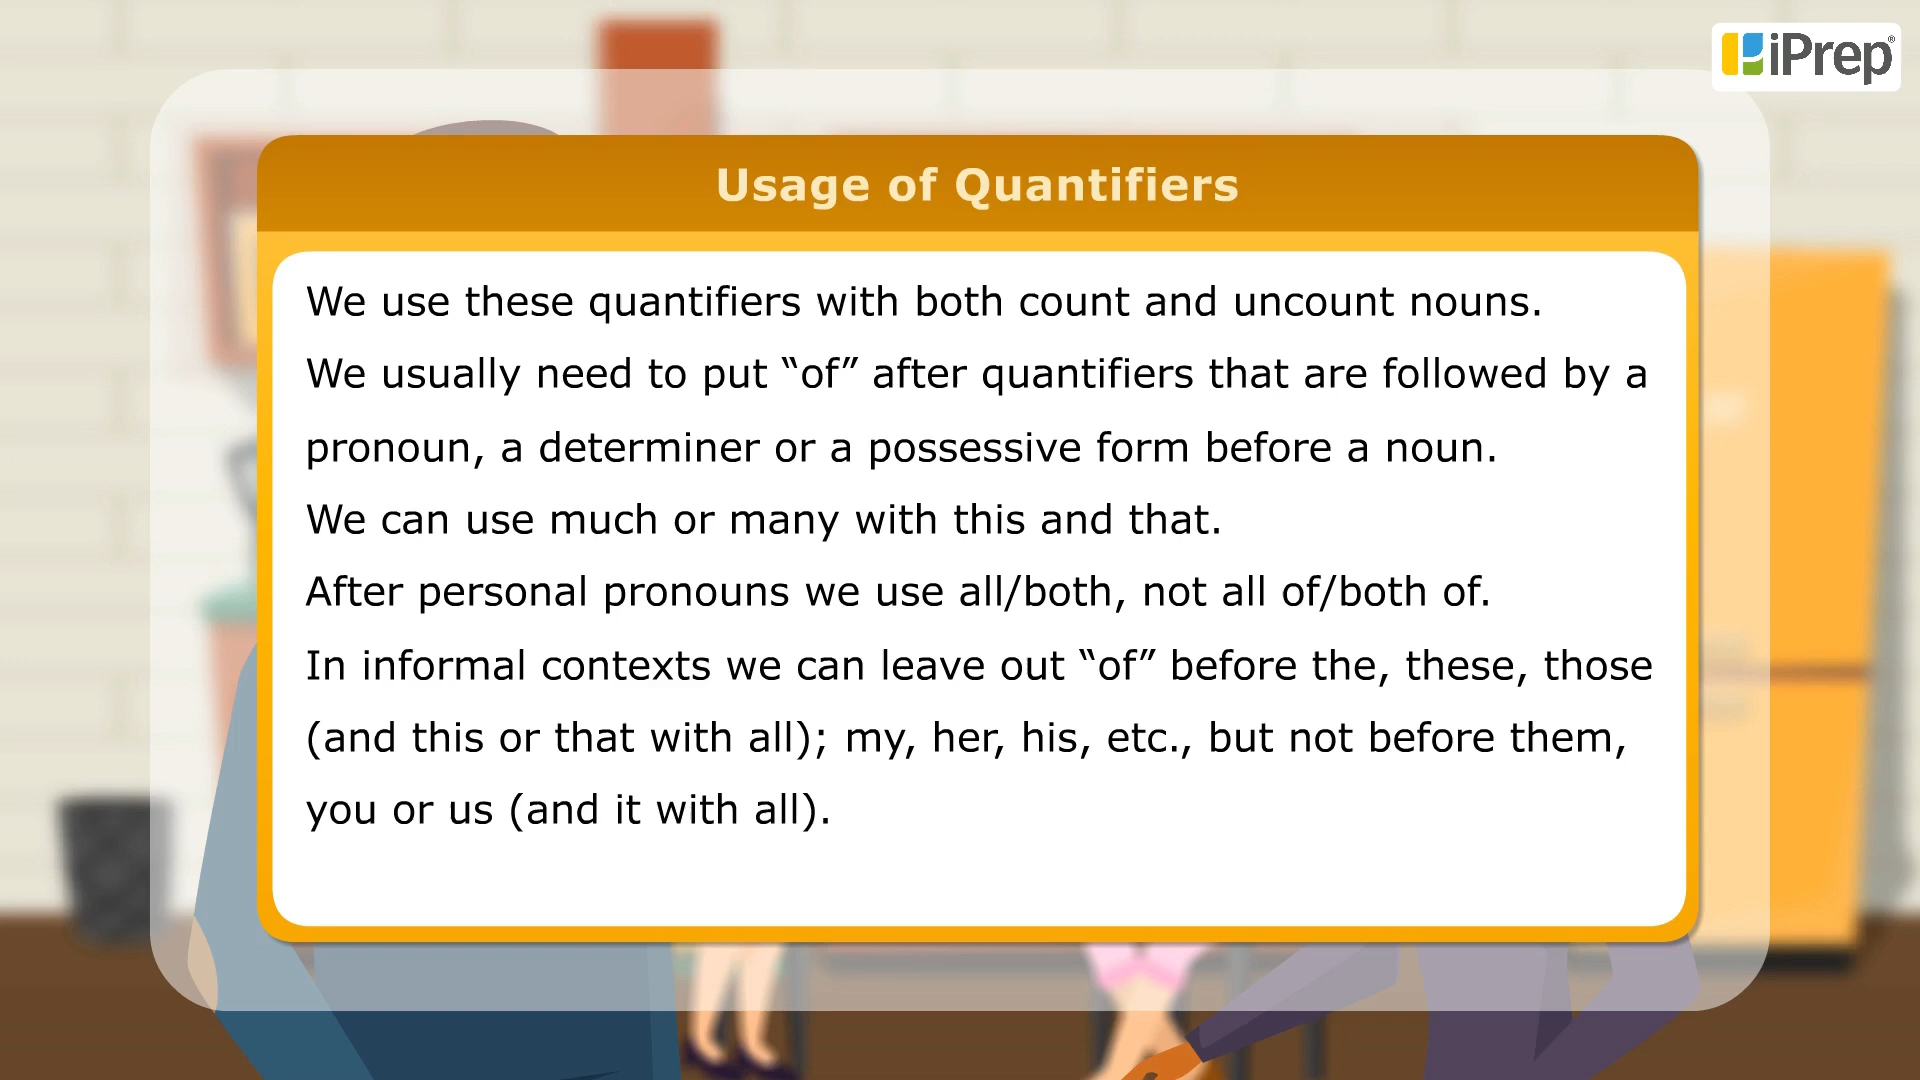 iPrep®
Usage of Quantifiers
We use these quantifiers with both count and uncount nouns.
We usually need to put “of” after quantifiers that are followed by a
pronoun, a determiner or a possessive form before a noun.
We can use much or many with this and that.
After personal pronouns we use all/both, not all of/both of.
In informal contexts we can leave out “of” before the, these, those
(and this or that with all); my, her, his, etc., but not before them,
you or us (and it with all).